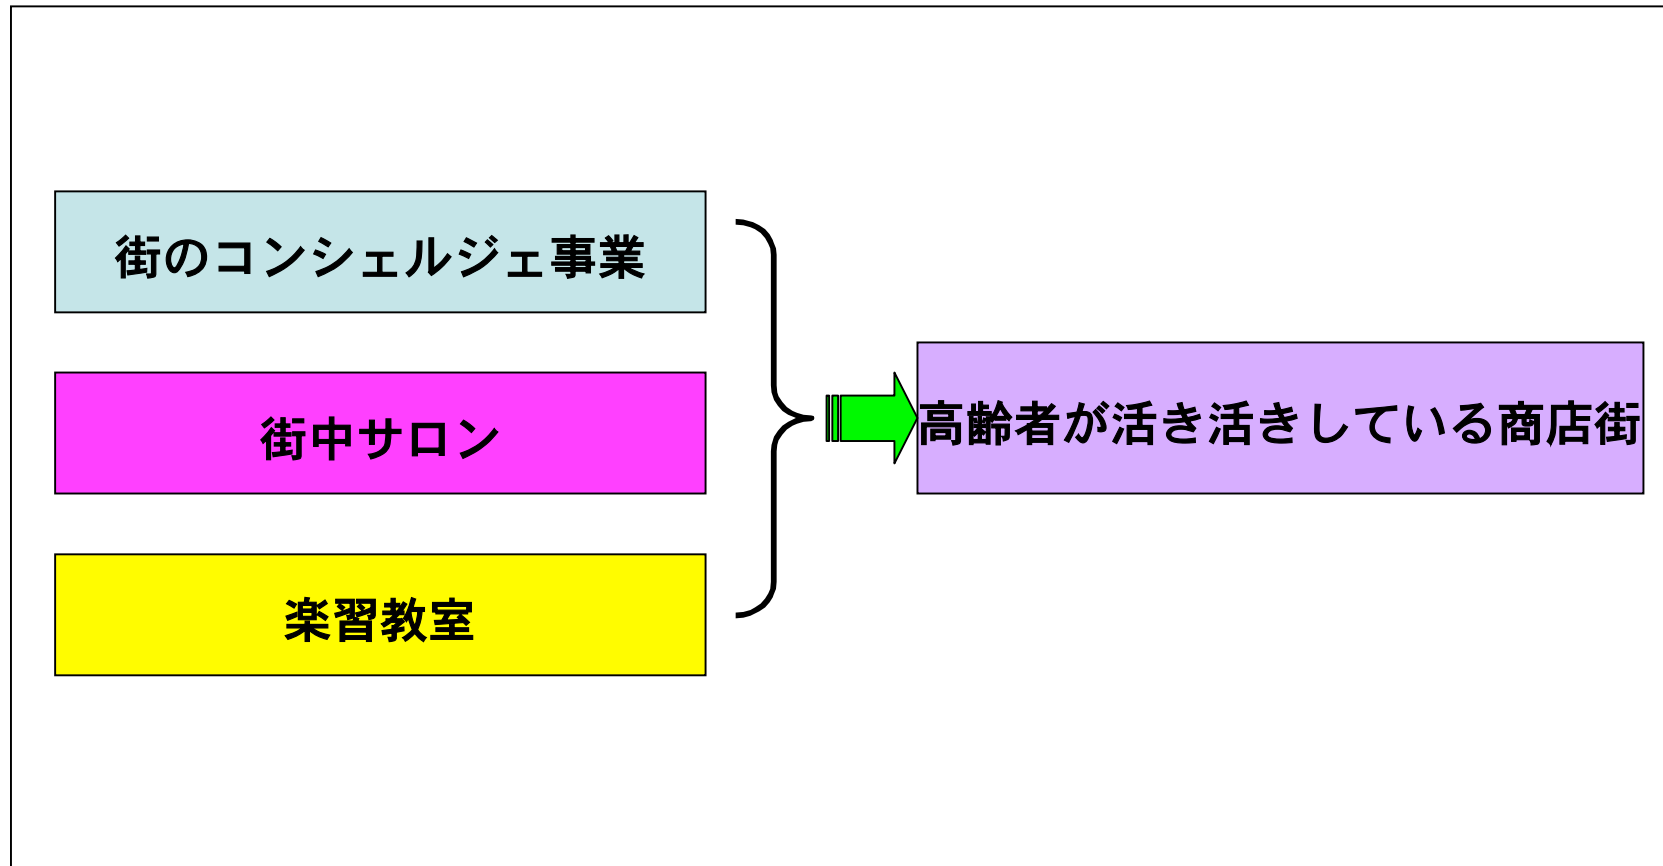 街のコンシェルジェ事業
街中サロン
楽習教室
高齢者が活き活きしている商店街